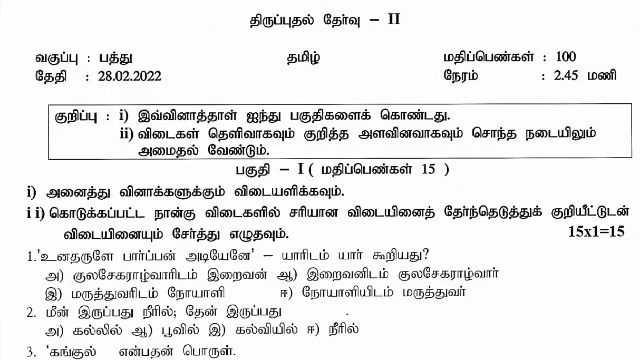 திருப்புதல் தேர்வு – II
வகுப்பு : பத்து தமிழ் மதிப்பெண்கள் : 100
தேதி : 28.02.2022 நேரம் : 2.45 மணி
குறிப்பு : i) இவ்வினாத்தாள் ஐந்து பகுதிகளைக் கொண்டது.
ii) விடைகள் தெளிவாகவும் குறித்த அளவினவாகவும் சொந்த நடையிலும்
அமைதல் வேண்டும்.
பகுதி – I ( மதிப்பெண்கள் 15 )
i) அனைத்து வினாக்களுக்கும் விடையளிக்கவும்.
i i) கொடுக்கப்பட்ட நான்கு விடைகளில் சரியான விடையினைத் தேர்ந்தெடுத்துக் குறியீட்டுடன்
விடையினையும் சேர்த்து எழுதவும். 15x1=15
1.'உனதருளே பார்ப்பன் அடியேனே' – யாரிடம் யார் கூறியது?
அ) குலசேகராழ்வாரிடம் இறைவன் ஆ) இறைவனிடம் குலசேகராழ்வார்
இ) மருத்துவரிடம் நோயாளி ஈ) நோயாளியிடம் மருத்துவர்
2. மீன் இருப்பது நீரில்; தேன் இருப்பது .
அ) கல்லில் ஆ) பூவில் இ) கல்வியில் ஈ) நீரில்
3. 'கங்குல் என்பதன் பொருள்.